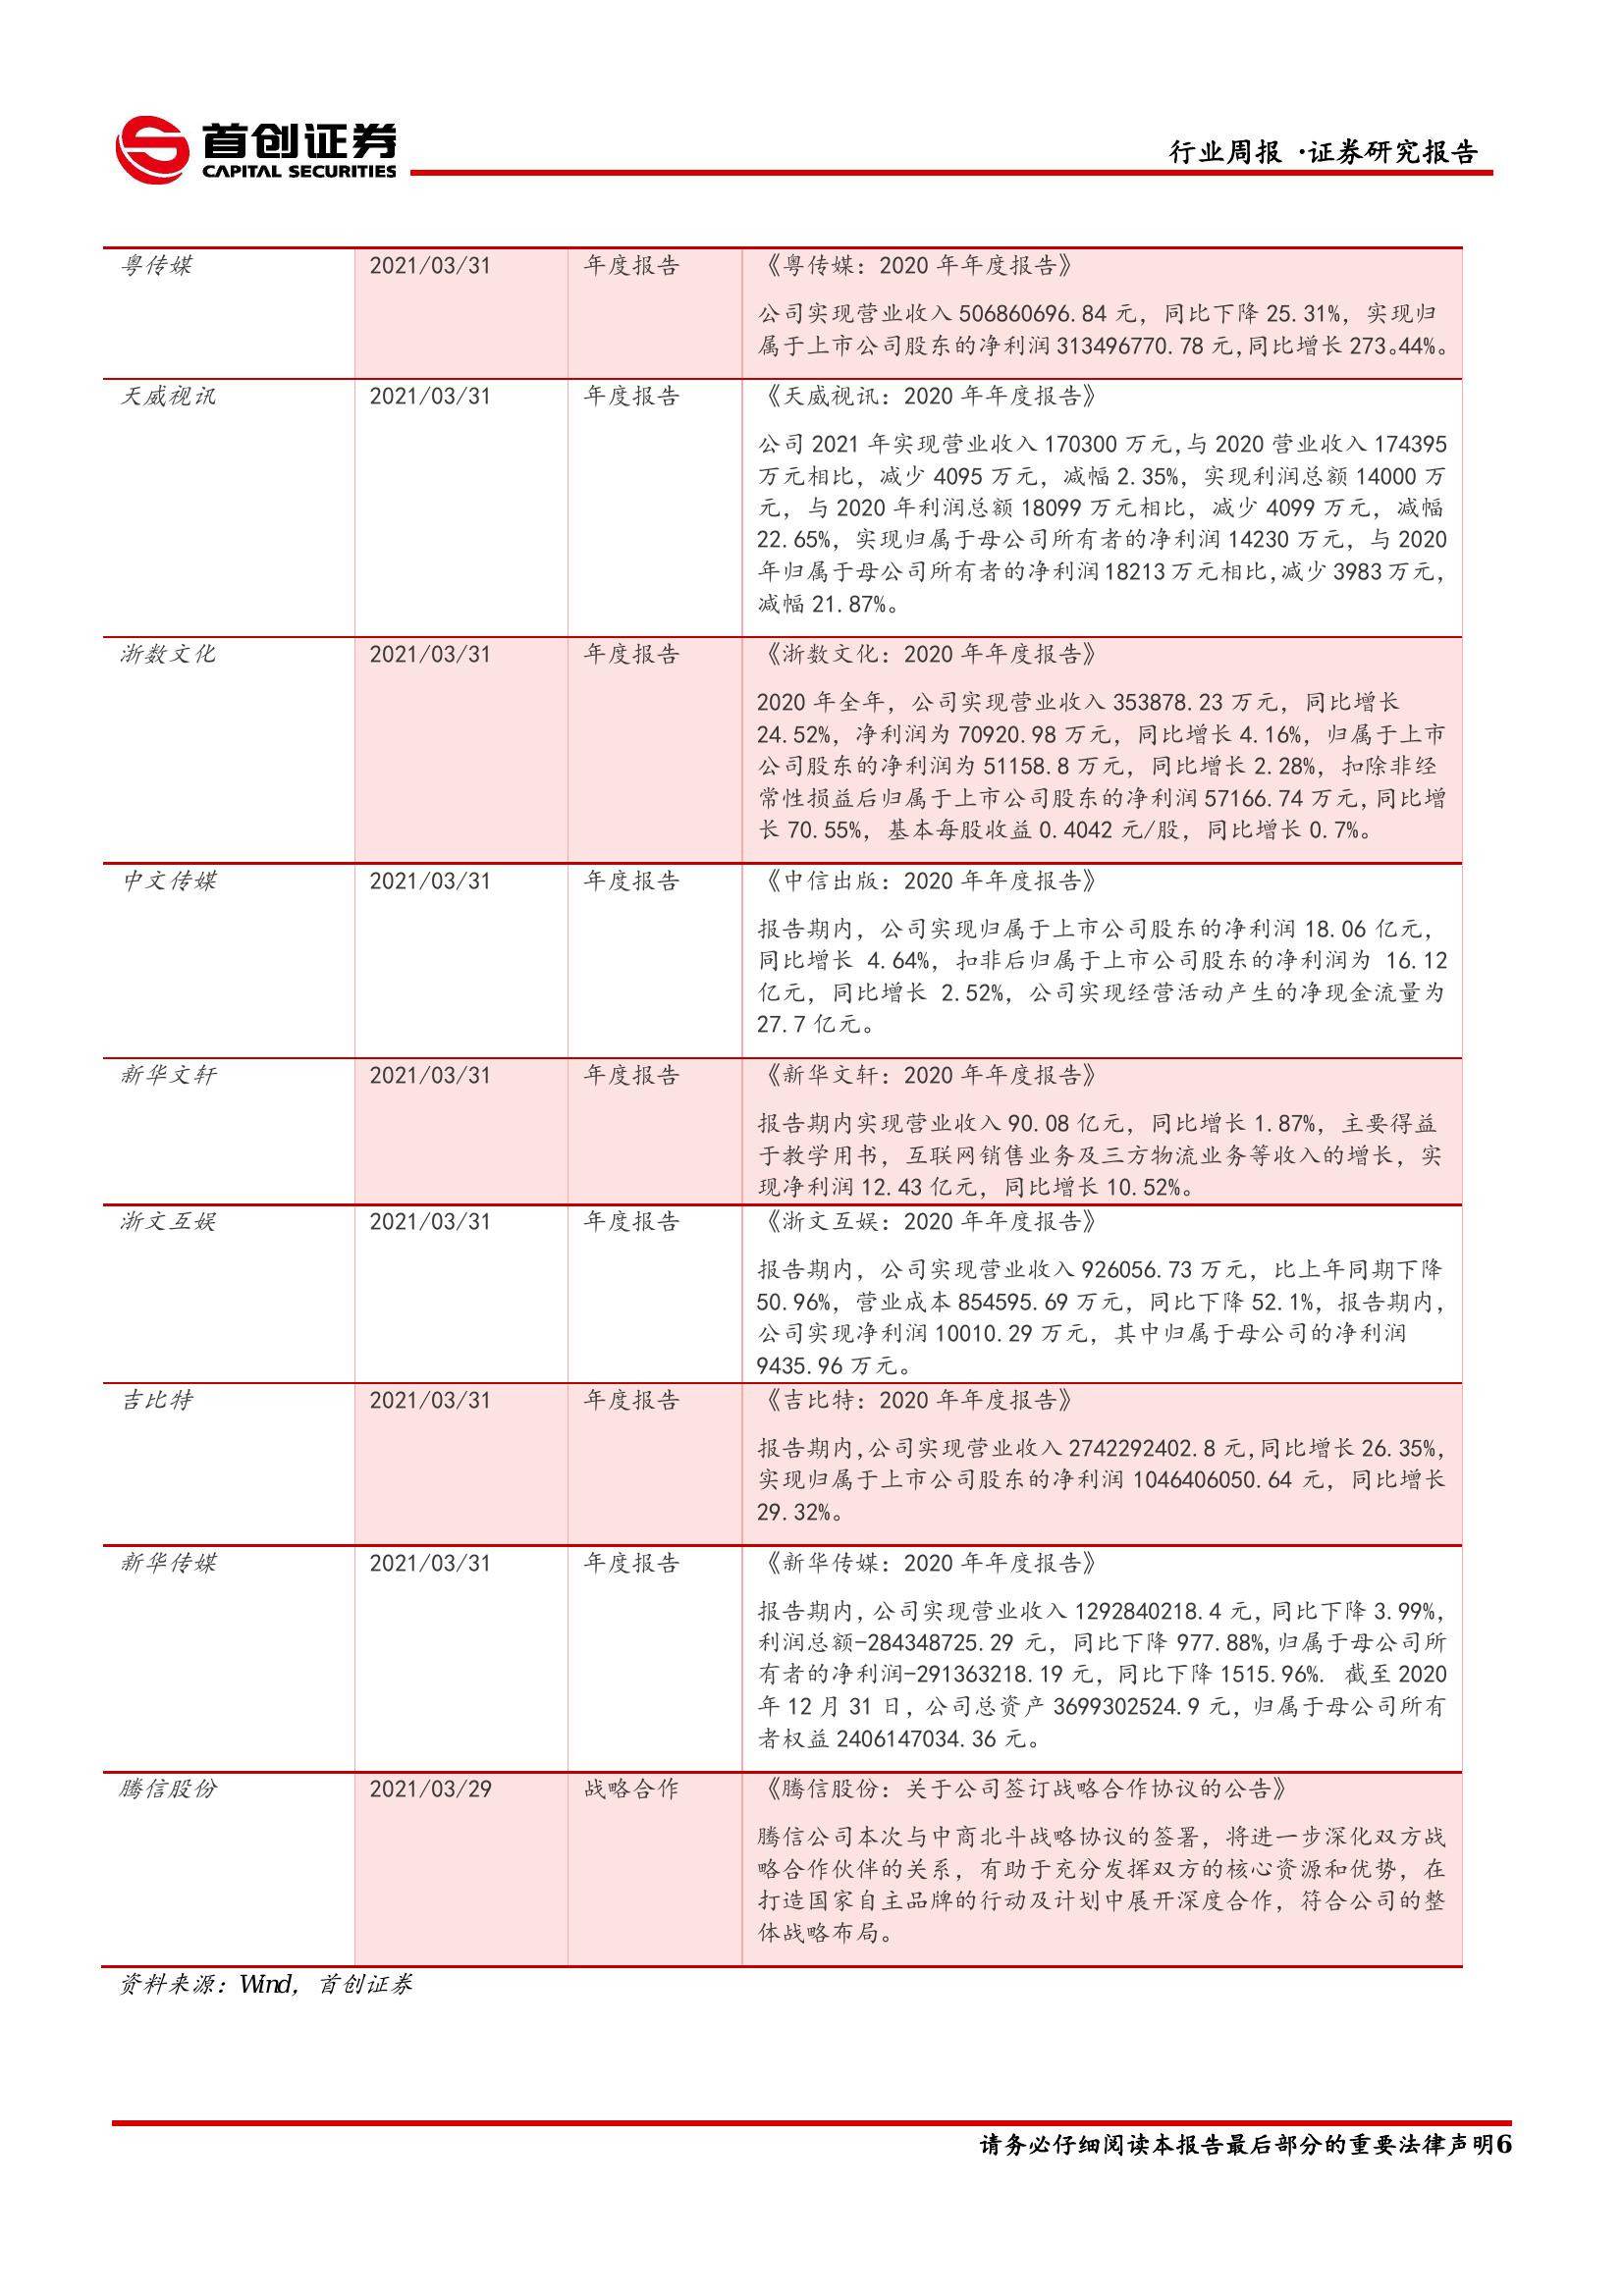 首创证券
CAPITAL SECURITIES
行业周报 ·证券研究报告
粤传媒 2021/03/31 年度报告 《粤传媒：2020 年年度报告》
公司实现营业收入 506860696.84 元，同比下降 25.31%，实现归
属于上市公司股东的净利润 313496770.78 元，同比增长 273。44%。
天威视讯 2021/03/31 年度报告 《天威视讯：2020 年年度报告》
公司 2021 年实现营业收入 170300 万元，与 2020 营业收入 174395
万元相比，减少 4095 万元，减幅 2.35%，实现利润总额 14000 万
元，与 2020 年利润总额 18099 万元相比，减少 4099 万元，减幅
22.65%，实现归属于母公司所有者的净利润 14230 万元，与 2020
年归属于母公司所有者的净利润 18213 万元相比，减少 3983 万元，
减幅 21.87%。
浙数文化 2021/03/31 年度报告 《浙数文化：2020 年年度报告》
2020 年全年，公司实现营业收入 353878.23 万元，同比增长
24.52%，净利润为 70920.98 万元，同比增长 4.16%，归属于上市
公司股东的净利润为 51158.8 万元，同比增长 2.28%，扣除非经
常性损益后归属于上市公司股东的净利润 57166.74 万元，同比增
长 70.55%，基本每股收益 0.4042 元/股，同比增长 0.7%。
中文传媒 2021/03/31 年度报告 《中信出版：2020 年年度报告》
报告期内，公司实现归属于上市公司股东的净利润 18.06 亿元，
同比增长 4.64%，扣非后归属于上市公司股东的净利润为 16.12
亿元，同比增长 2.52%，公司实现经营活动产生的净现金流量为
27.7 亿元。
新华文轩 2021/03/31 年度报告 《新华文轩：2020 年年度报告》
报告期内实现营业收入 90.08 亿元，同比增长 1.87%，主要得益
于教学用书，互联网销售业务及三方物流业务等收入的增长，实
现净利润 12.43 亿元，同比增长 10.52%。
浙文互娱 2021/03/31 年度报告 《浙文互娱：2020 年年度报告》
报告期内，公司实现营业收入 926056.73 万元，比上年同期下降
50.96%，营业成本 854595.69 万元，同比下降 52.1%，报告期内，
公司实现净利润 10010.29 万元，其中归属于母公司的净利润
9435.96 万元。
吉比特 2021/03/31 年度报告 《吉比特：2020 年年度报告》
报告期内，公司实现营业收入 2742292402.8 元，同比增长 26.35%，
实现归属于上市公司股东的净利润 1046406050.64 元，同比增长
29.32%。
新华传媒 2021/03/31 年度报告 《新华传媒：2020 年年度报告》
报告期内，公司实现营业收入 1292840218.4 元，同比下降 3.99%，
利润总额-284348725.29 元，同比下降 977.88%，归属于母公司所
有者的净利润-291363218.19 元，同比下降 1515.96%. 截至 2020
年 12 月 31 日，公司总资产 3699302524.9 元，归属于母公司所有
者权益 2406147034.36 元。
腾信股份 2021/03/29 战略合作 《腾信股份：关于公司签订战略合作协议的公告》
腾信公司本次与中商北斗战略协议的签署，将进一步深化双方战
略合作伙伴的关系，有助于充分发挥双方的核心资源和优势，在
打造国家自主品牌的行动及计划中展开深度合作，符合公司的整
体战略布局。
资料来源：Wind，首创证券
请务必仔细阅读本报告最后部分的重要法律声明6